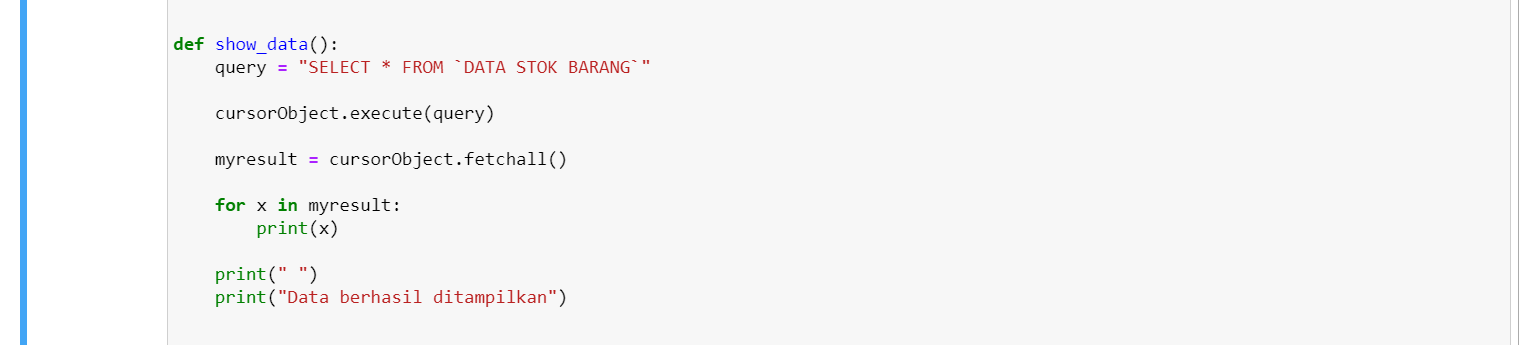 def show_data():
    query = "SELECT * FROM `DATA STOK BARANG`"
    cursorObject.execute(query)
    myresult = cursorObject.fetchall()
    for x in myresult:
        print(x)
    print(" ")
    print("Data berhasil ditampilkan")